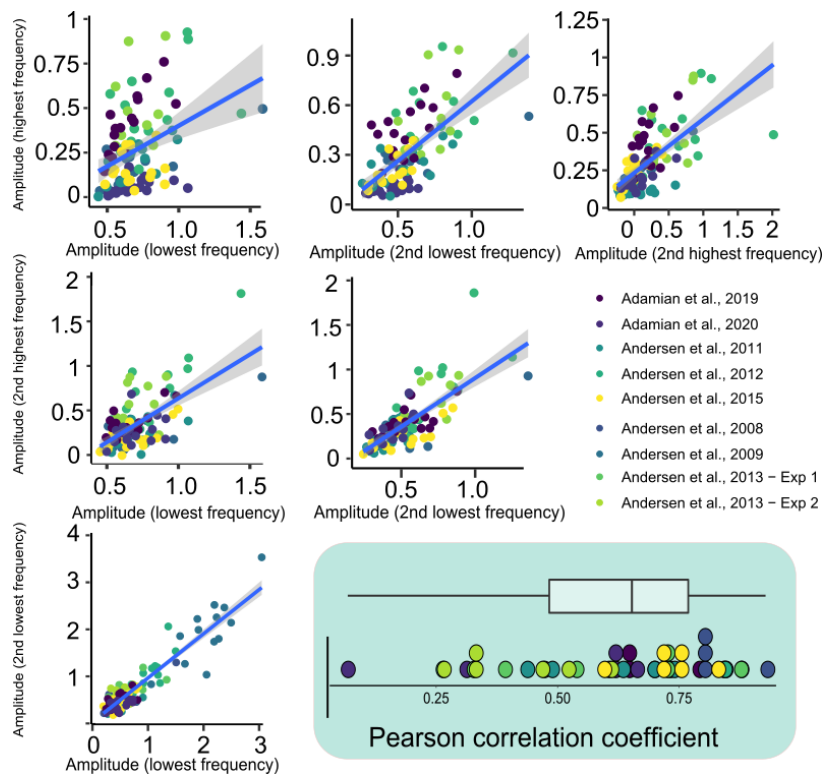 1
0.75
0.5
0.25
0
0.5
1.0
1.5
Amplitude (highest frequency)
Amplitude (lowest frequency)
0.9
0.6
0.3
0
0.5
1.0
Amplitude (2nd lowest frequency)
1.25
1
0.75
0.5
0.25
0
0
0.5
1
1.5
2
Amplitude (2nd highest frequency)
2
1.5
1
0.5
0
0.5
1.0
1.5
Amplitude (2nd highest frequency)
Amplitude (lowest frequency)
2
1.5
1
0.5
0
0.5
1.0
Amplitude (2nd lowest frequency)
Adamian et al., 2019
Adamian et al., 2020
Andersen et al., 2011
Andersen et al., 2012
Andersen et al., 2015
Andersen et al., 2008
Andersen et al., 2009
Andersen et al., 2013 − Exp 1
Andersen et al., 2013 − Exp 2
4
3
2
1
0
1
2
3
Amplitude (2nd lowest frequency)
Amplitude (lowest frequency)
0.25
0.50
0.75
Pearson correlation coefficient